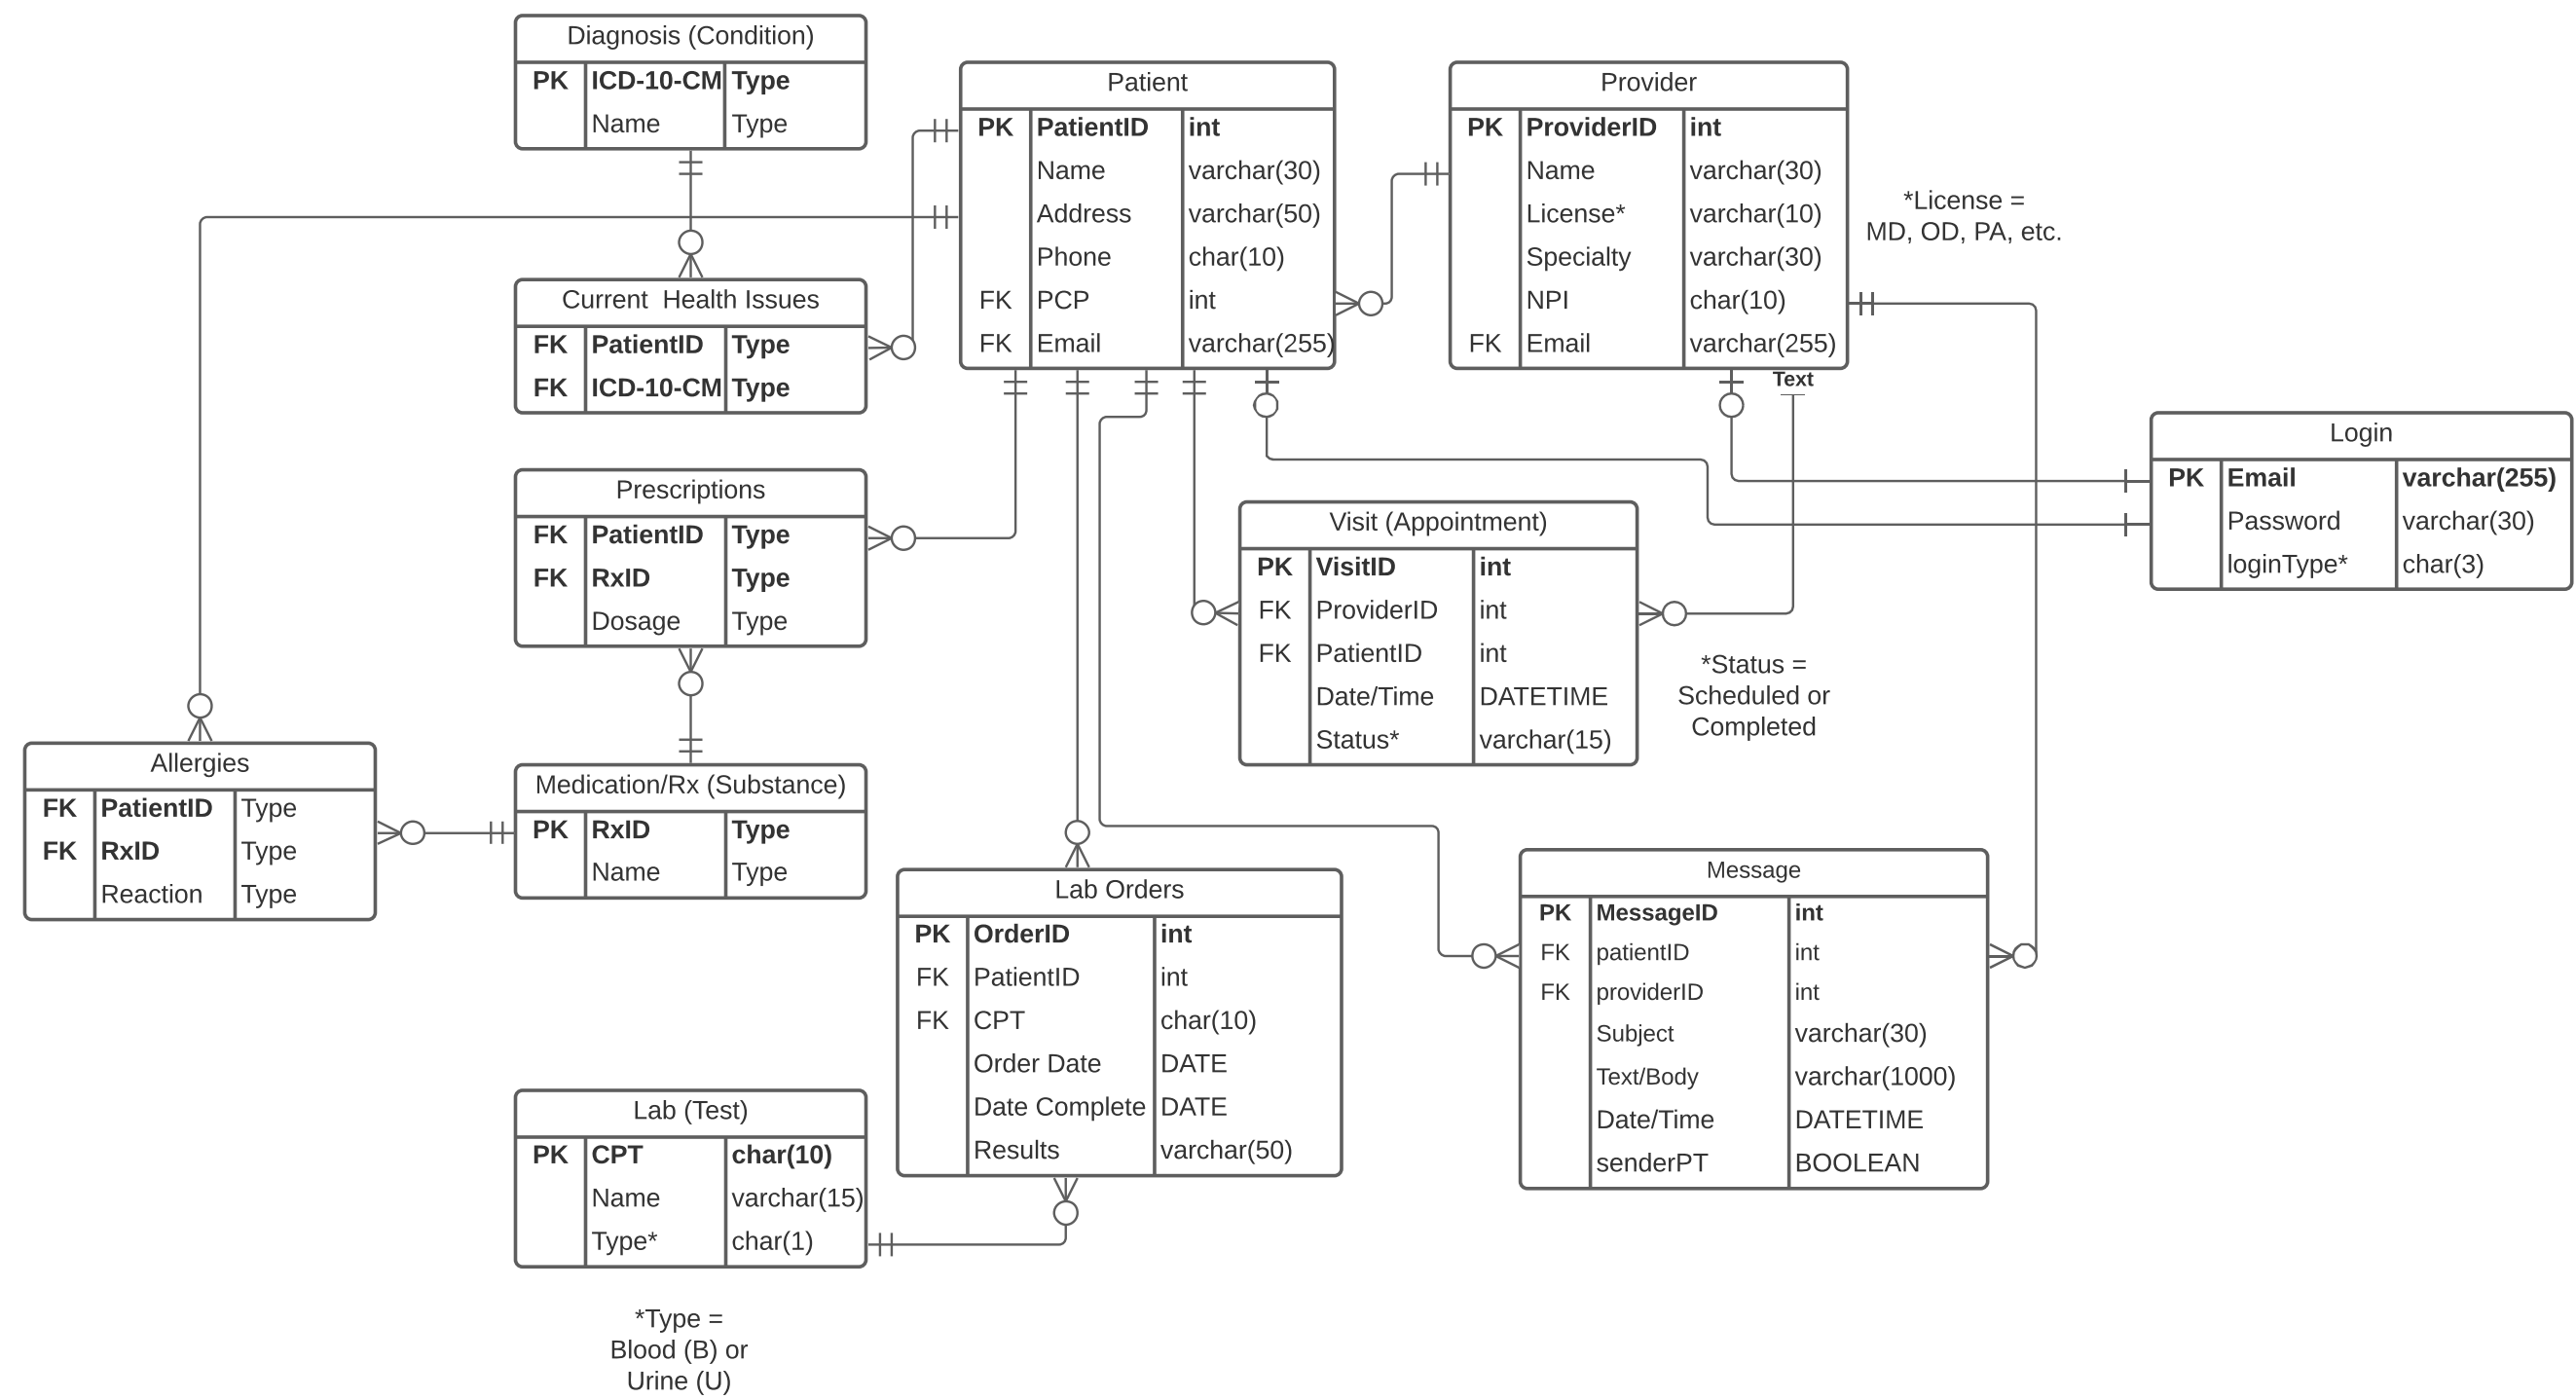 Diagnosis (Condition)
PK ICD-10-CM Type
Name Type
Current  Health Issues
FK PatientID Type
FK ICD-10-CM Type
Prescriptions
FK PatientID Type
FK RxID Type
Dosage Type
Allergies
FK PatientID Type
FK RxID Type
Reaction Type
Medication/Rx (Substance)
PK RxID Type
Name Type
Lab (Test)
PK CPT char(10)
Name varchar(15)
Type* char(1)
*Type =
Blood (B) or
Urine (U)
Patient
PK PatientID int
Name varchar(30)
Address varchar(50)
Phone char(10)
FK PCP int
FK Email varchar(255)
Provider
PK ProviderID int
Name varchar(30)
License* varchar(10)
Specialty varchar(30)
NPI char(10)
FK Email varchar(255)
Text
*License =
MD, OD, PA, etc.
Login
PK Email varchar(255)
Password varchar(30)
loginType* char(3)
Visit (Appointment)
PK VisitID int
FK ProviderID int
FK PatientID int
Date/Time DATETIME
Status* varchar(15)
*Status =
Scheduled or
Completed
Lab Orders
PK OrderID int
FK PatientID int
FK CPT char(10)
Order Date DATE
Date Complete DATE
Results varchar(50)
Message
PK MessageID int
FK patientID int
FK providerID int
Subject varchar(30)
Text/Body varchar(1000)
Date/Time DATETIME
senderPT BOOLEAN